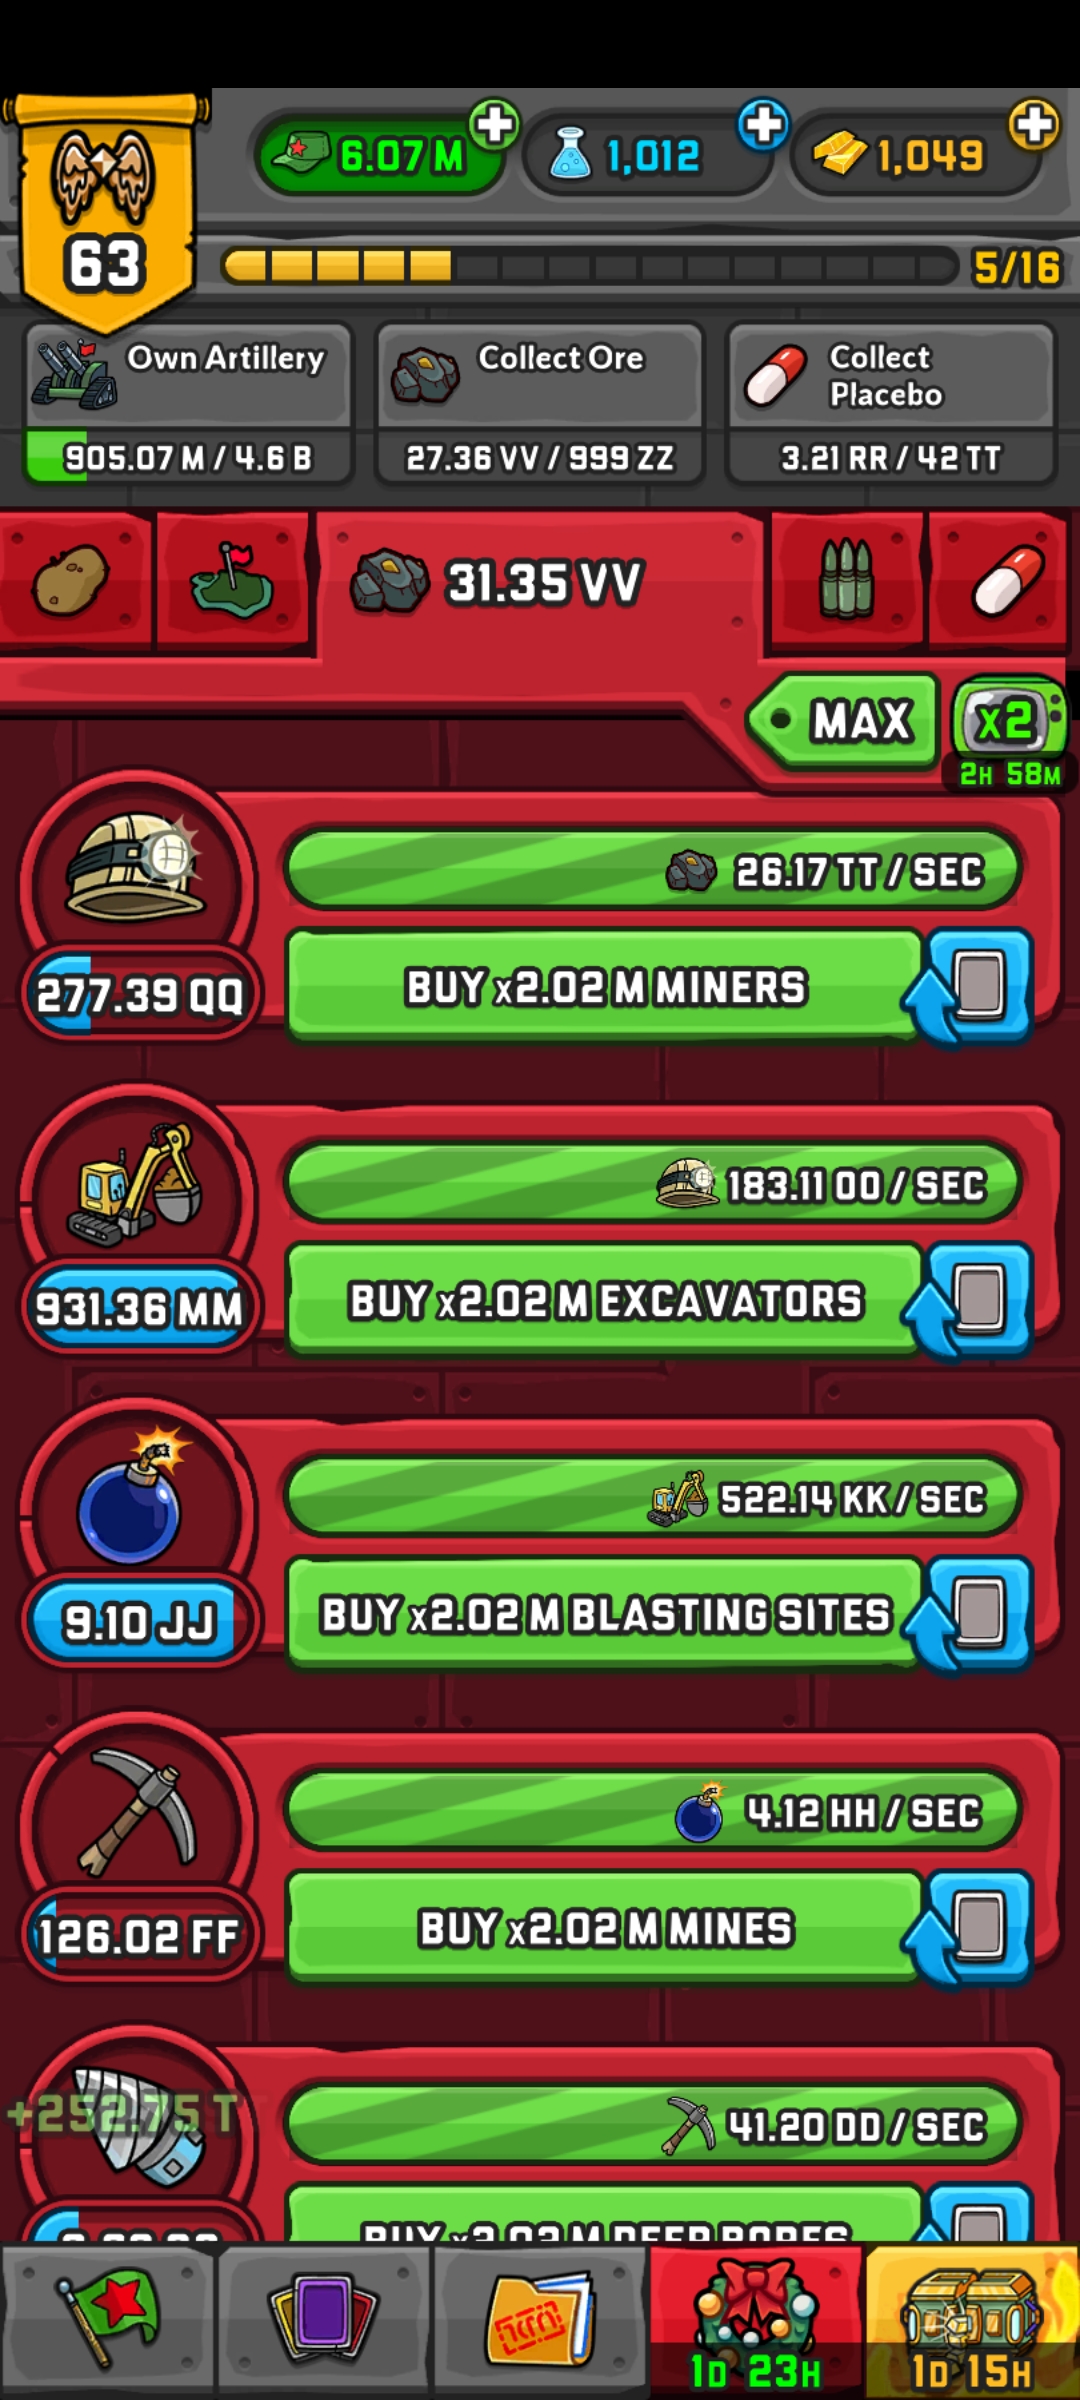 6.07 M
1,012
1,049
63
5/16
Own Artillery
905.07 M / 4.6 B
Collect Ore
27.36 VV / 999 ZZ
Collect
Placebo
3.21 RR / 42 TT
31.35 VV
MAX
x2
2H 58M
26.17 TT / SEC
277.39 QQ
BUY x2.02 M MINERS
183.11 OO / SEC
931.36 MM
BUY x2.02 M EXCAVATORS
522.14 KK / SEC
9.10 JJ
BUY x2.02 M BLASTING SITES
4.12 HH / SEC
126.02 FF
BUY x2.02 M MINES
+252.75 T
41.20 DD / SEC
BUY x2.02 M DEEP BORES
1D 23H
1D 15H